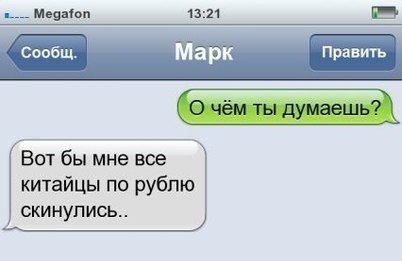 Megafon 13:21
Сообщ. Марк Править
О чём ты думаешь?
Вот бы мне все
китайцы по рублю
скинулись..